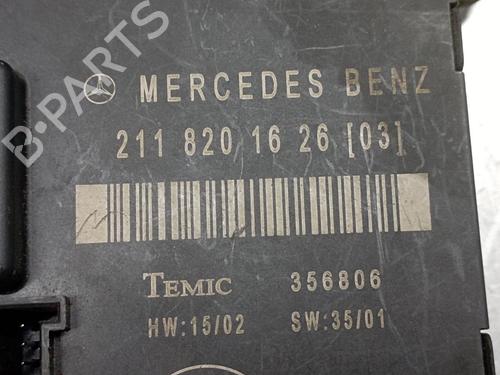 B-PARTS
MERCEDES BENZ
211 820 16 26 [03]
TEMIC 356806
HW:15/02 SW:35/01